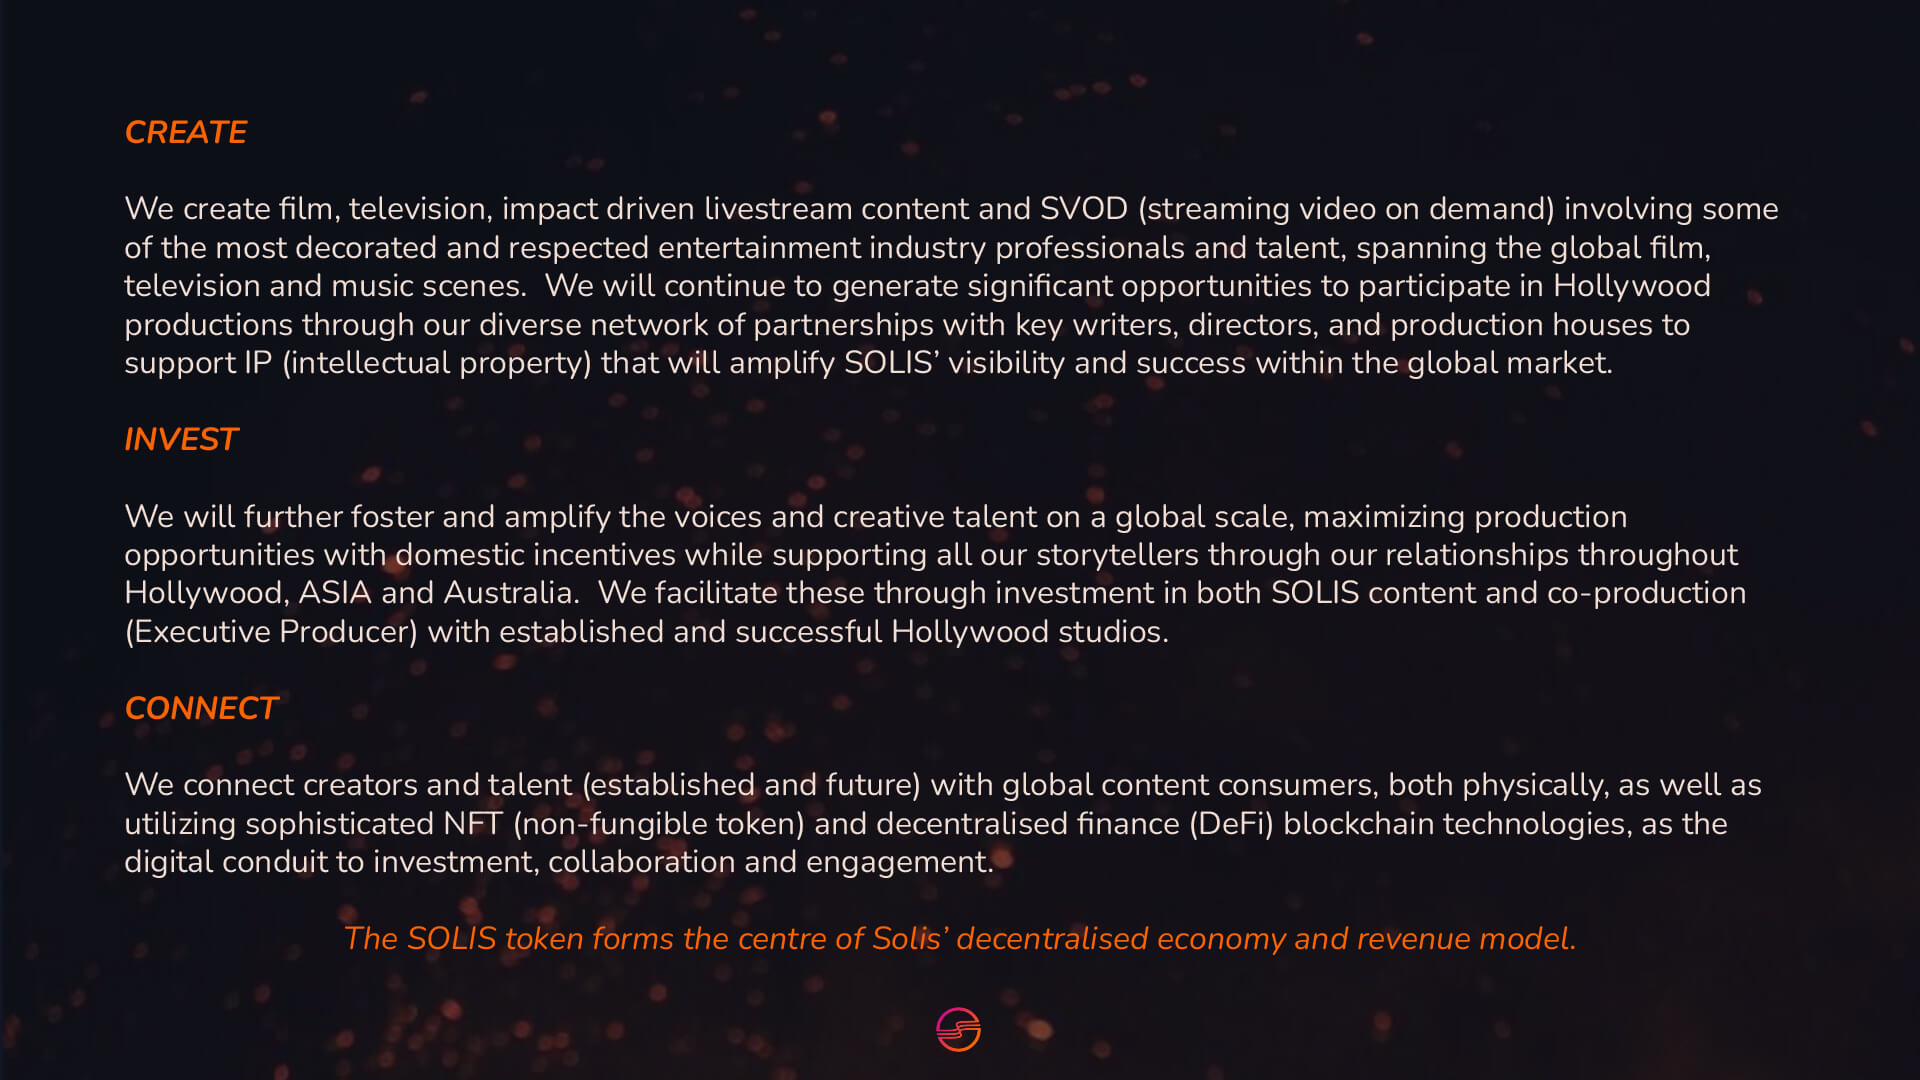 CREATE
We create film, television, impact driven livestream content and SVOD (streaming video on demand) involving some
of the most decorated and respected entertainment industry professionals and talent, spanning the global film,
television and music scenes.  We will continue to generate significant opportunities to participate in Hollywood
productions through our diverse network of partnerships with key writers, directors, and production houses to
support IP (intellectual property) that will amplify SOLIS’ visibility and success within the global market.
INVEST
We will further foster and amplify the voices and creative talent on a global scale, maximizing production
opportunities with domestic incentives while supporting all our storytellers through our relationships throughout
Hollywood, ASIA and Australia.  We facilitate these through investment in both SOLIS content and co-production
(Executive Producer) with established and successful Hollywood studios.
CONNECT
We connect creators and talent (established and future) with global content consumers, both physically, as well as
utilizing sophisticated NFT (non-fungible token) and decentralised finance (DeFi) blockchain technologies, as the
digital conduit to investment, collaboration and engagement.
The SOLIS token forms the centre of Solis’ decentralised economy and revenue model.